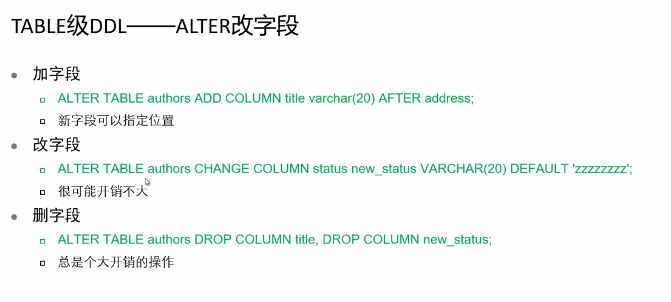 TABLE级DDL——ALTER改字段
加字段
ALTER TABLE authors ADD COLUMN title varchar(20) AFTER address;
新字段可以指定位置
改字段
ALTER TABLE authors CHANGE COLUMN status new_status VARCHAR(20) DEFAULT 'zzzzzzzz';
很可能开销不大
删字段
ALTER TABLE authors DROP COLUMN title, DROP COLUMN new_status;
总是个大开销的操作